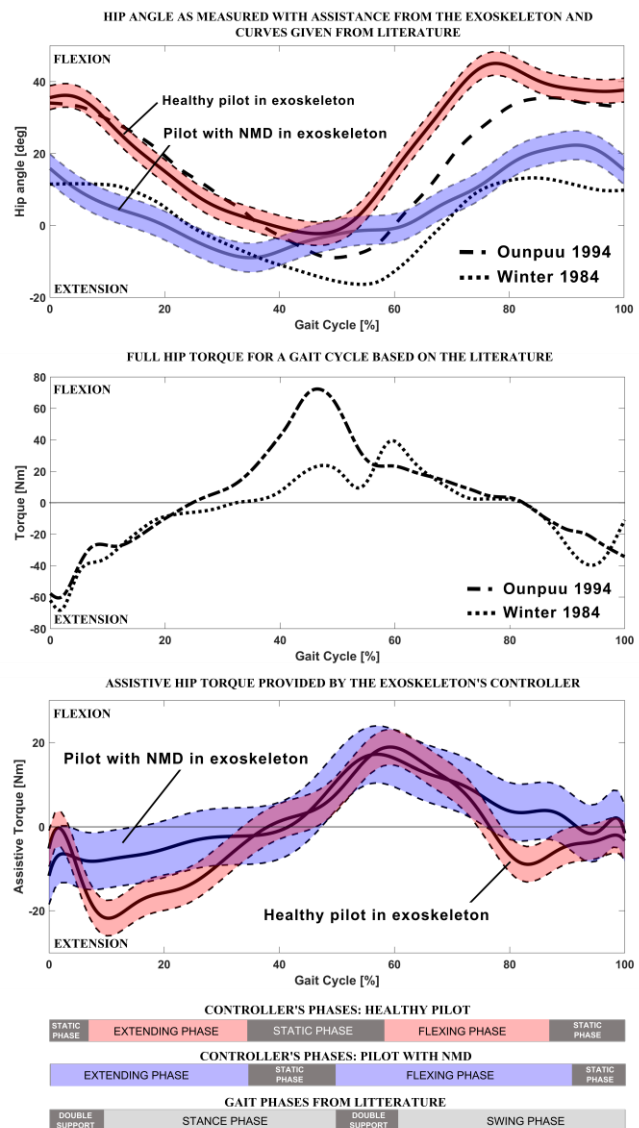 HIP ANGLE AS MEASURED WITH ASSISTANCE FROM THE EXOSKELETON AND
CURVES GIVEN FROM LITERATURE
FLEXION
Healthy pilot in exoskeleton
Pilot with NMD in exoskeleton
Hip angle [deg]
40
20
0
-20
Ounpuu 1994
Winter 1984
EXTENSION
0 20 40 60 80 100
Gait Cycle [%]
FULL HIP TORQUE FOR A GAIT CYCLE BASED ON THE LITERATURE
FLEXION
Torque [Nm]
80
60
40
20
0
-20
-40
-60
-80
Ounpuu 1994
Winter 1984
EXTENSION
0 20 40 60 80 100
Gait Cycle [%]
ASSISTIVE HIP TORQUE PROVIDED BY THE EXOSKELETON'S CONTROLLER
FLEXION
Pilot with NMD in exoskeleton
Assistive Torque [Nm]
20
0
-20
Healthy pilot in exoskeleton
EXTENSION
0 20 40 60 80 100
Gait Cycle [%]
CONTROLLER'S PHASES: HEALTHY PILOT
STATIC PHASE EXTENDING PHASE STATIC PHASE FLEXING PHASE STATIC PHASE
CONTROLLER'S PHASES: PILOT WITH NMD
EXTENDING PHASE STATIC PHASE FLEXING PHASE STATIC PHASE
GAIT PHASES FROM LITTERATURE
DOUBLE SUPPORT STANCE PHASE DOUBLE SUPPORT SWING PHASE